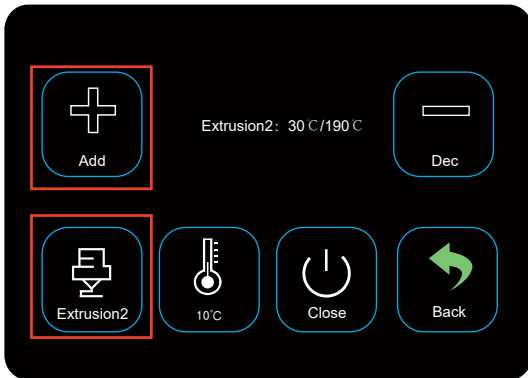 Extrusion2: 30℃/190℃
Add
Dec
Extrusion2
10℃
Close
Back